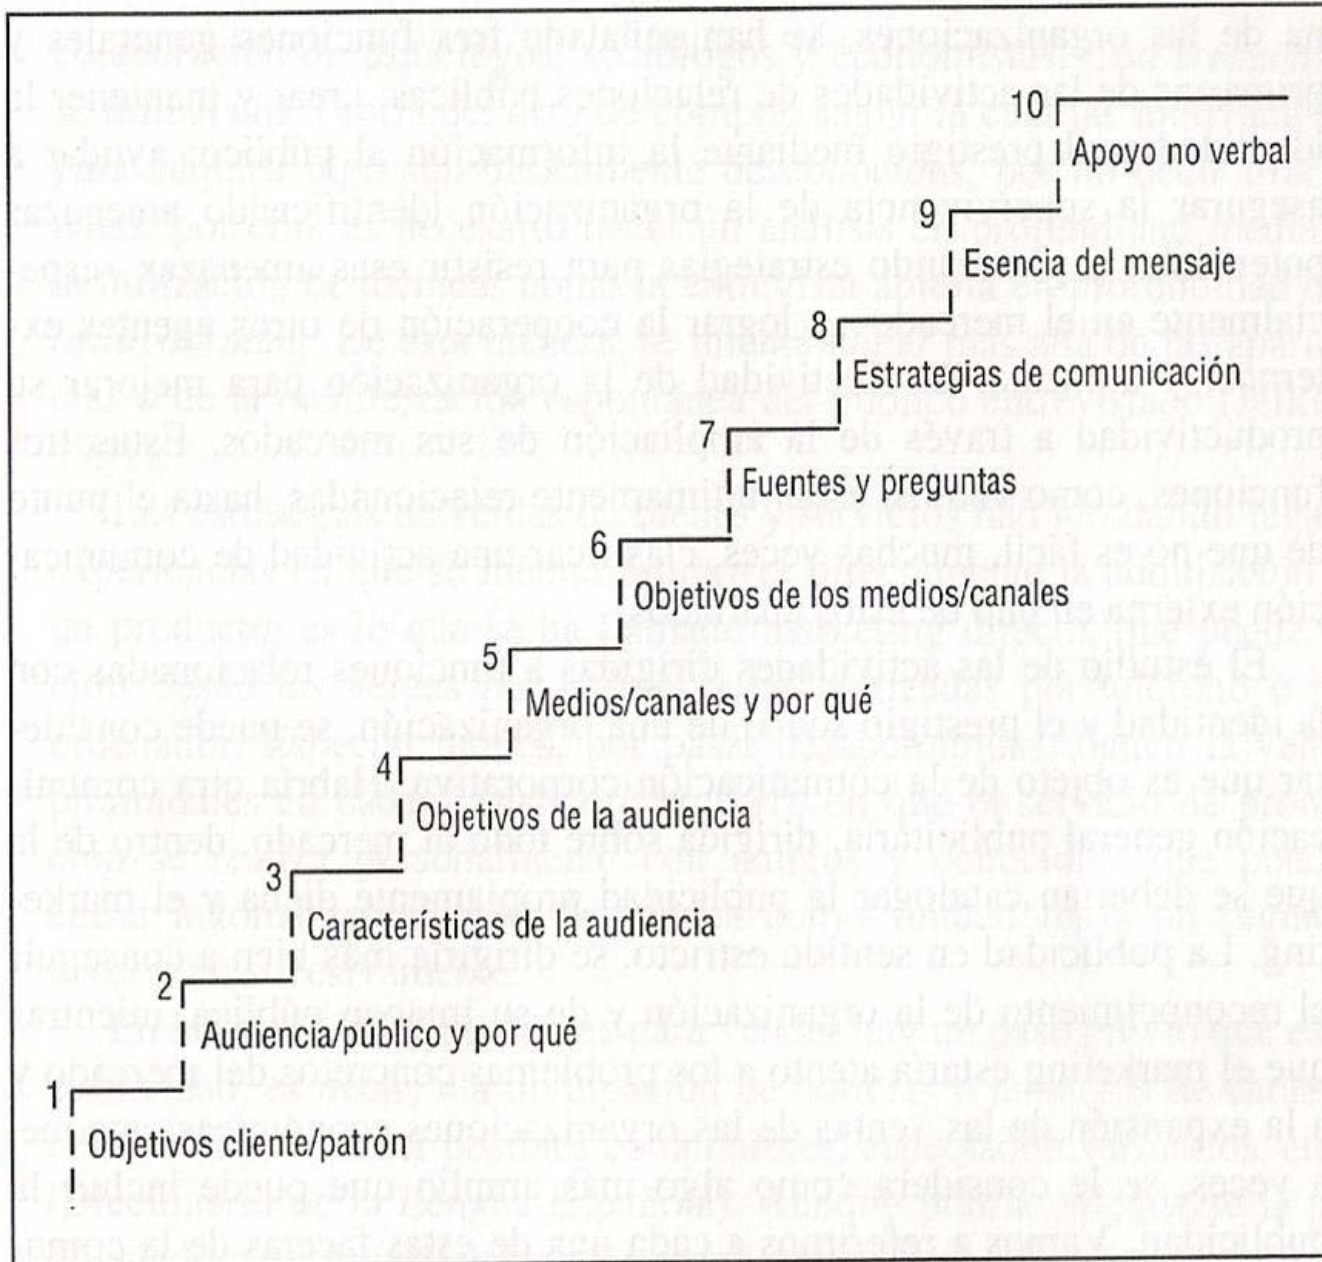 10
Apoyo no verbal
9
Esencia del mensaje
8
Estrategias de comunicación
7
Fuentes y preguntas
6
Objetivos de los medios/canales
5
Medios/canales y por qué
4
Objetivos de la audiencia
3
Características de la audiencia
2
Audiencia/público y por qué
1
Objetivos cliente/patrón